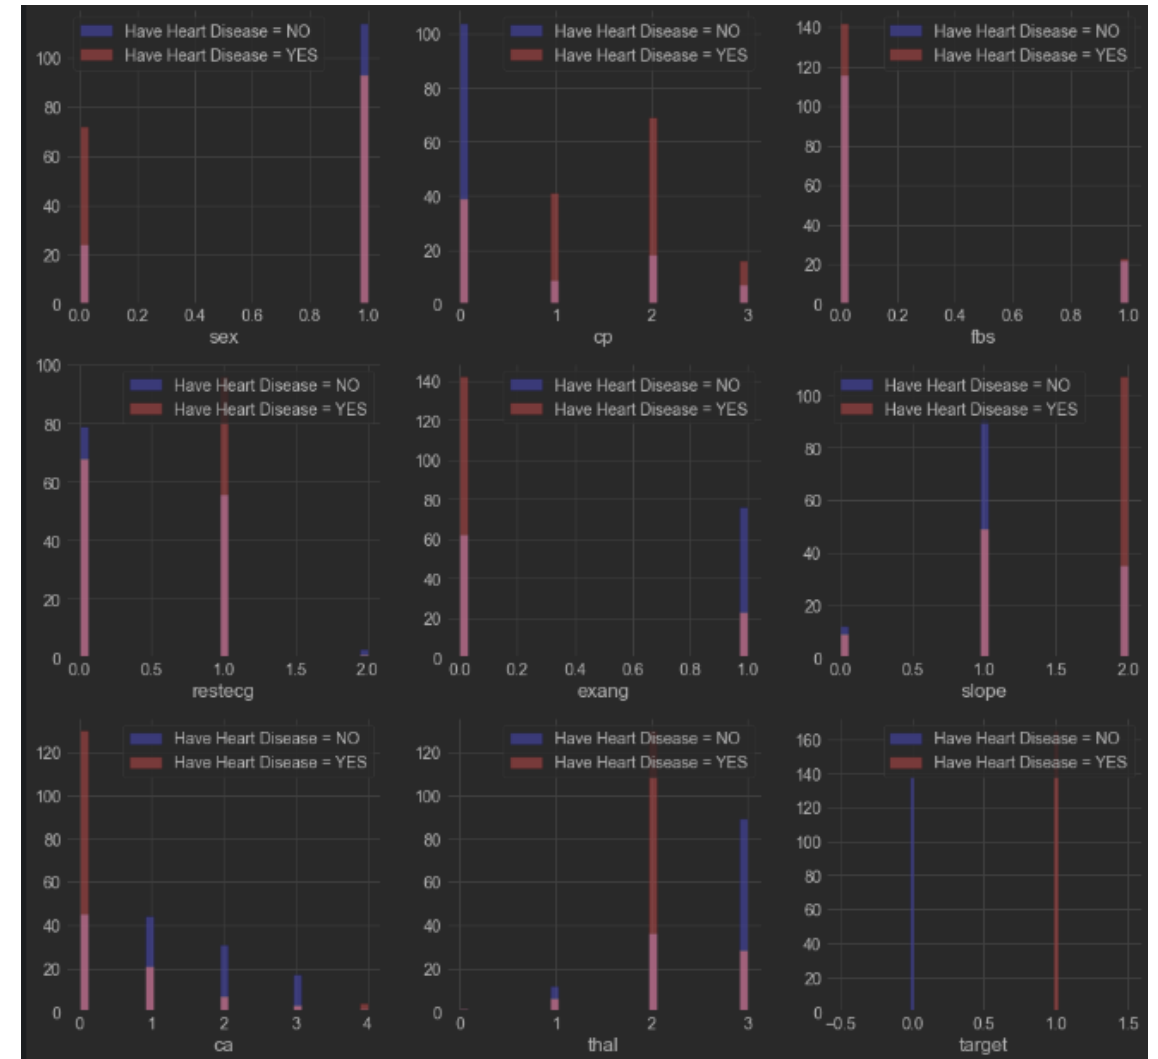 Have Heart Disease = NO
Have Heart Disease = YES
100
80
60
40
20
0
0.0 0.2 0.4 0.6 0.8 1.0
sex
Have Heart Disease = NO
Have Heart Disease = YES
100
80
60
40
20
0
0 1 2 3
cp
Have Heart Disease = NO
Have Heart Disease = YES
140
120
100
80
60
40
20
0
0.0 0.2 0.4 0.6 0.8 1.0
fbs
Have Heart Disease = NO
Have Heart Disease = YES
100
80
60
40
20
0
0.0 0.5 1.0 1.5 2.0
restecg
Have Heart Disease = NO
Have Heart Disease = YES
140
120
100
80
60
40
20
0
0.0 0.2 0.4 0.6 0.8 1.0
exang
Have Heart Disease = NO
Have Heart Disease = YES
100
80
60
40
20
0
0.0 0.5 1.0 1.5 2.0
slope
Have Heart Disease = NO
Have Heart Disease = YES
120
100
80
60
40
20
0
0 1 2 3 4
ca
Have Heart Disease = NO
Have Heart Disease = YES
120
100
80
60
40
20
0
0 1 2 3
thal
Have Heart Disease = NO
Have Heart Disease = YES
160
140
120
100
80
60
40
20
0
−0.5 0.0 0.5 1.0 1.5
target